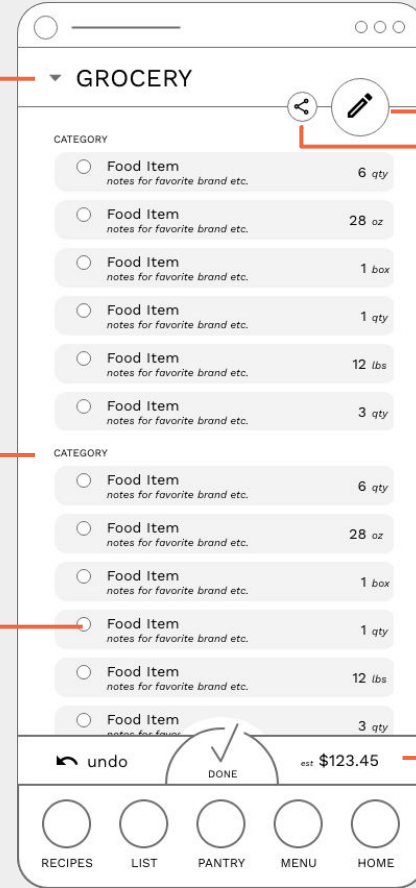 GROCERY
CATEGORY
Food Item
notes for favorite brand etc.
6 qty
Food Item
notes for favorite brand etc.
28 oz
Food Item
notes for favorite brand etc.
1 box
Food Item
notes for favorite brand etc.
1 qty
Food Item
notes for favorite brand etc.
12 lbs
Food Item
notes for favorite brand etc.
3 qty
CATEGORY
Food Item
notes for favorite brand etc.
6 qty
Food Item
notes for favorite brand etc.
28 oz
Food Item
notes for favorite brand etc.
1 box
Food Item
notes for favorite brand etc.
1 qty
Food Item
notes for favorite brand etc.
12 lbs
Food Item
notes for
3 qty
undo
DONE
est $123.45
RECIPES LIST PANTRY MENU HOME